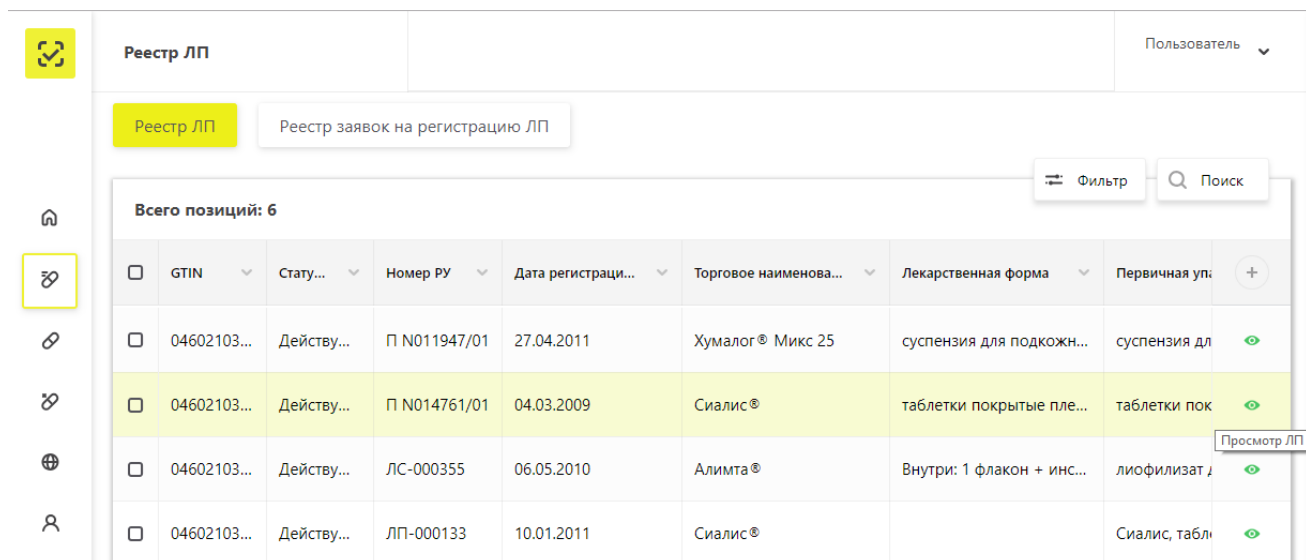 Реестр ЛП
Пользователь
Реестр ЛП Реестр заявок на регистрацию ЛП
Фильтр Поиск
Всего позиций: 6
GTIN Стату... Номер РУ Дата регистраци... Торговое наименова... Лекарственная форма Первичная упа
04602103... Действу... П N011947/01 27.04.2011 Хумалог® Микс 25 суспензия для подкожн... суспензия дл
04602103... Действу... П N014761/01 04.03.2009 Сиалис® таблетки покрытые пле... таблетки пок
Просмотр ЛП
04602103... Действу... ЛС-000355 06.05.2010 Алимта® Внутри: 1 флакон + инс... лиофилизат д
04602103... Действу... ЛП-000133 10.01.2011 Сиалис® Сиалис, табл